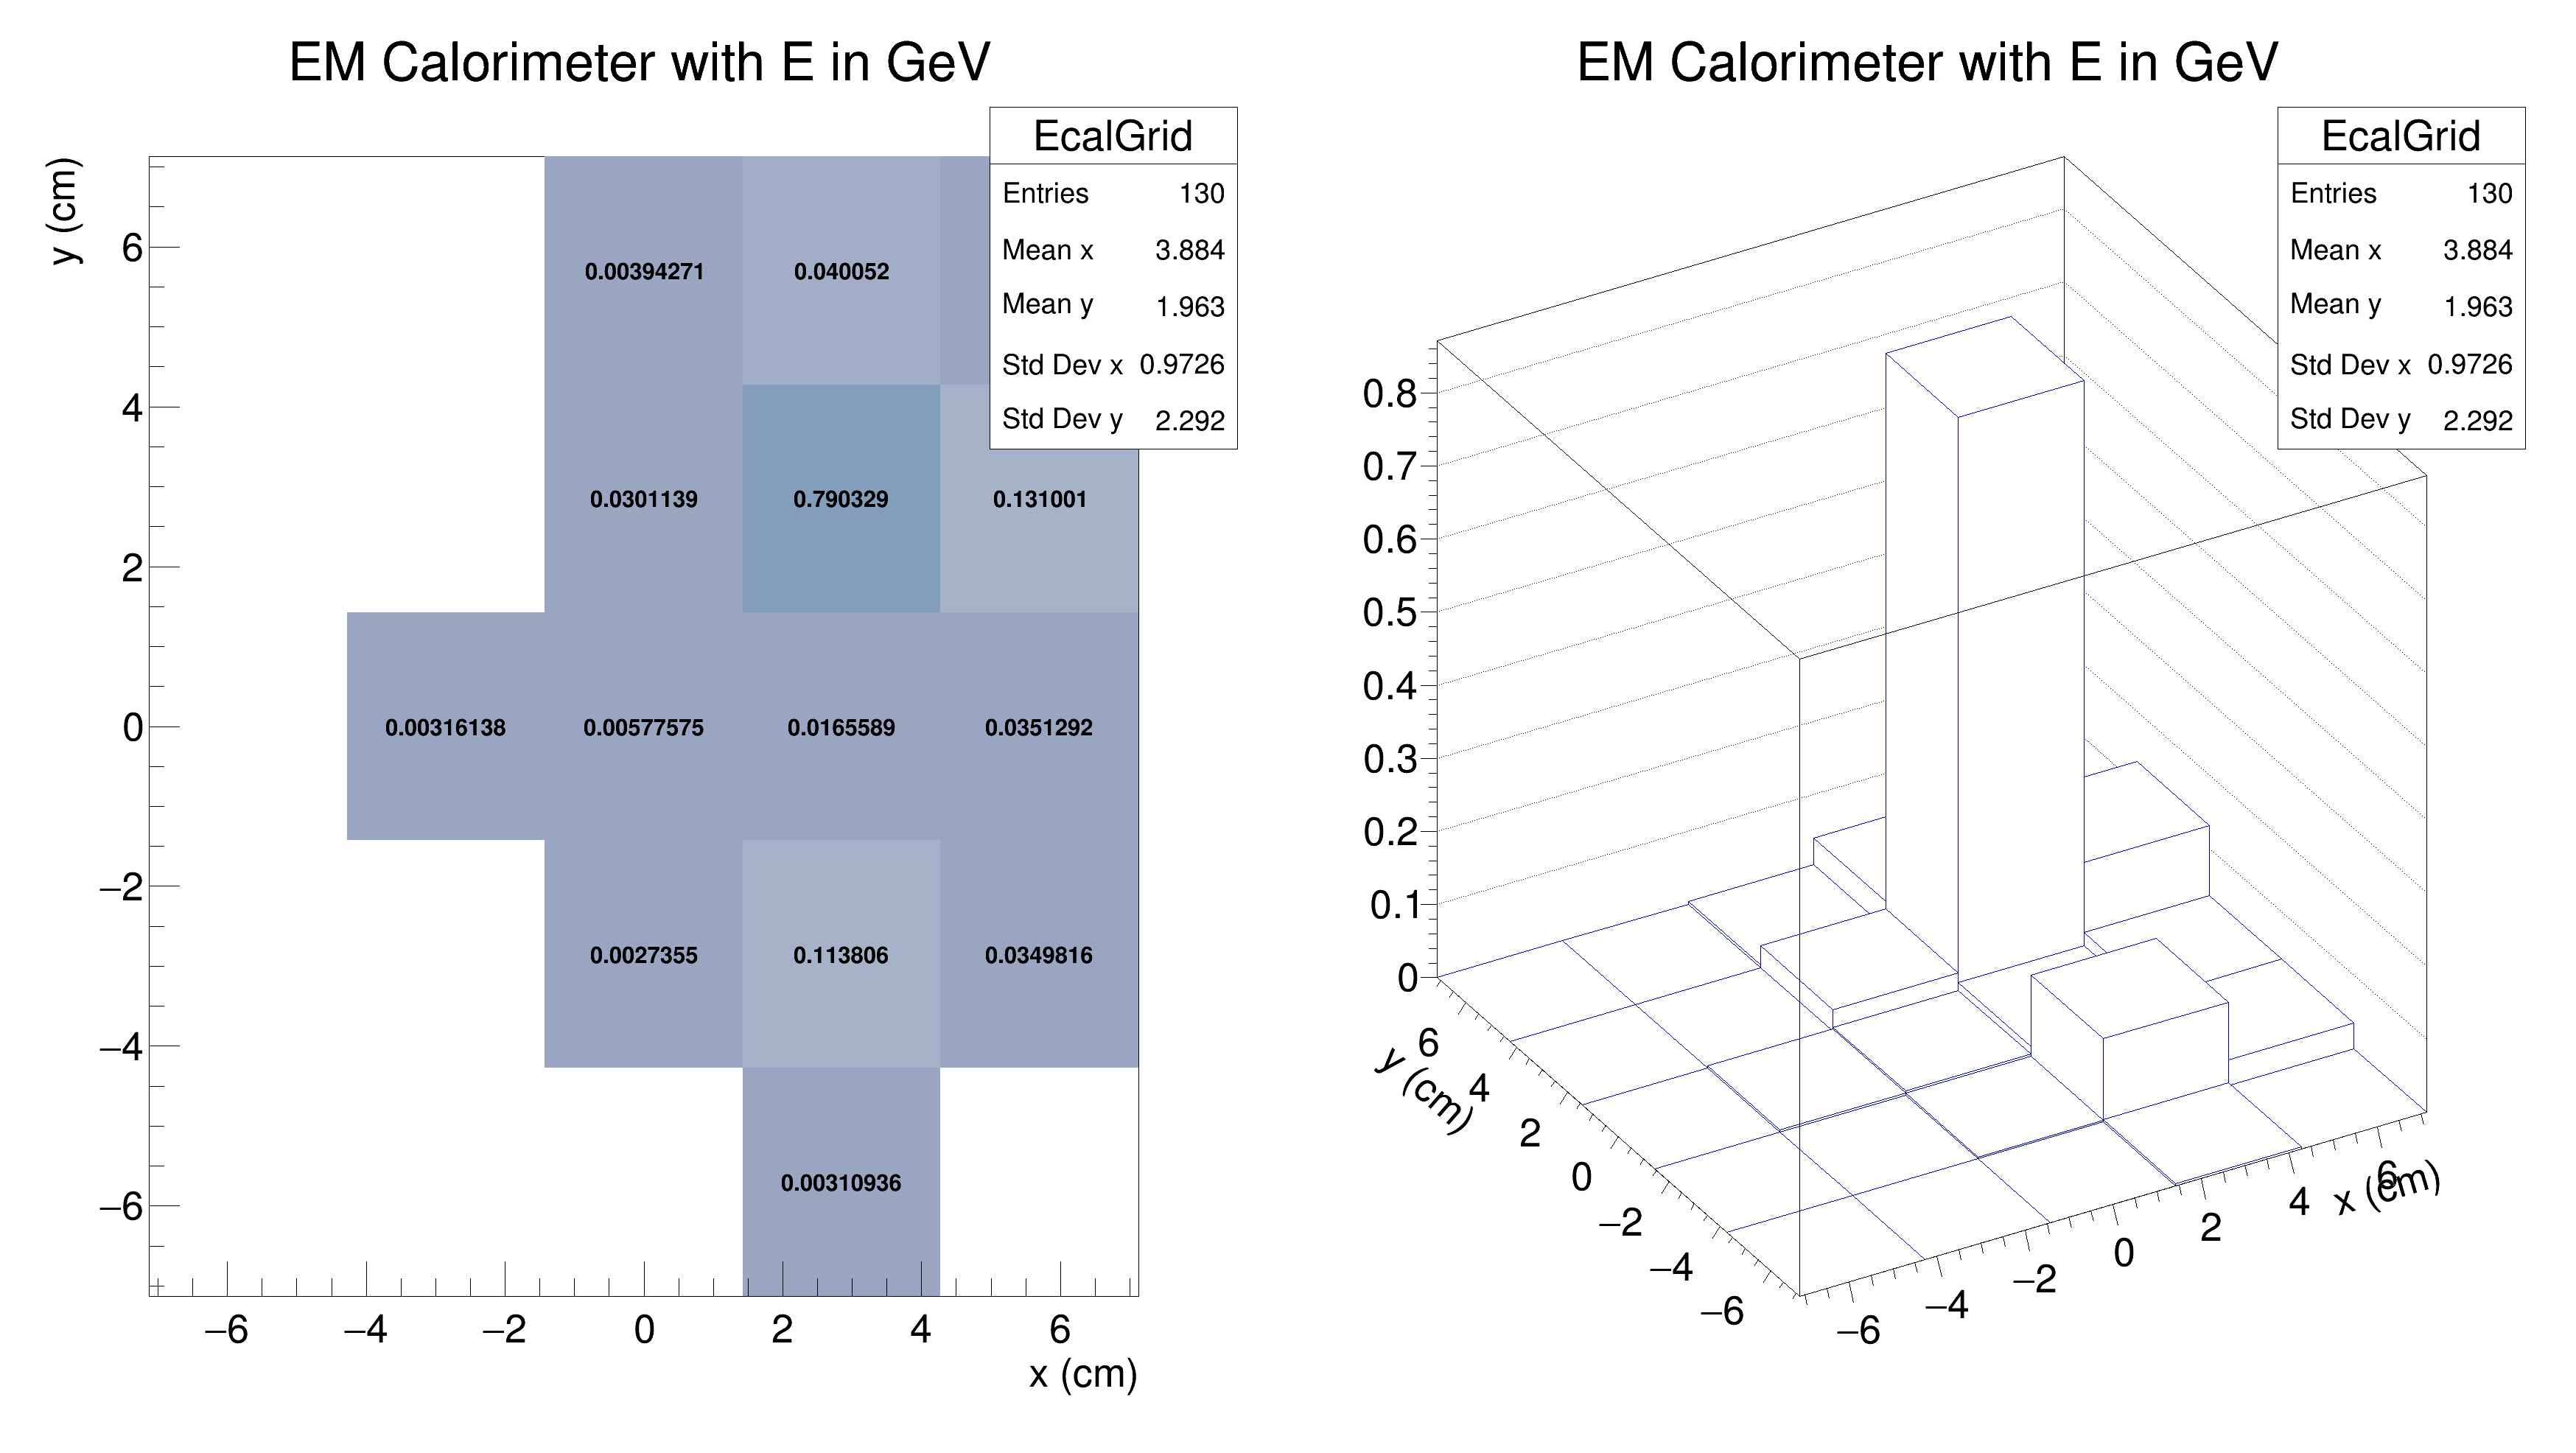 EM Calorimeter with E in GeV
EcalGrid
Entries 130
Mean x 3.884
Mean y 1.963
Std Dev x 0.9726
Std Dev y 2.292
y (cm)
6
4
2
0
−2
−4
−6
0.00394271 0.040052
0.0301139 0.790329 0.131001
0.00316138 0.00577575 0.0165589 0.0351292
0.0027355 0.113806 0.0349816
0.00310936
−6 −4 −2 0 2 4 6
x (cm)
EM Calorimeter with E in GeV
EcalGrid
Entries 130
Mean x 3.884
Mean y 1.963
Std Dev x 0.9726
Std Dev y 2.292
0.8
0.7
0.6
0.5
0.4
0.3
0.2
0.1
0
y (cm)
6
4
2
0
−2
−4
−6
−6 −4 −2 0 2 4 6
x (cm)